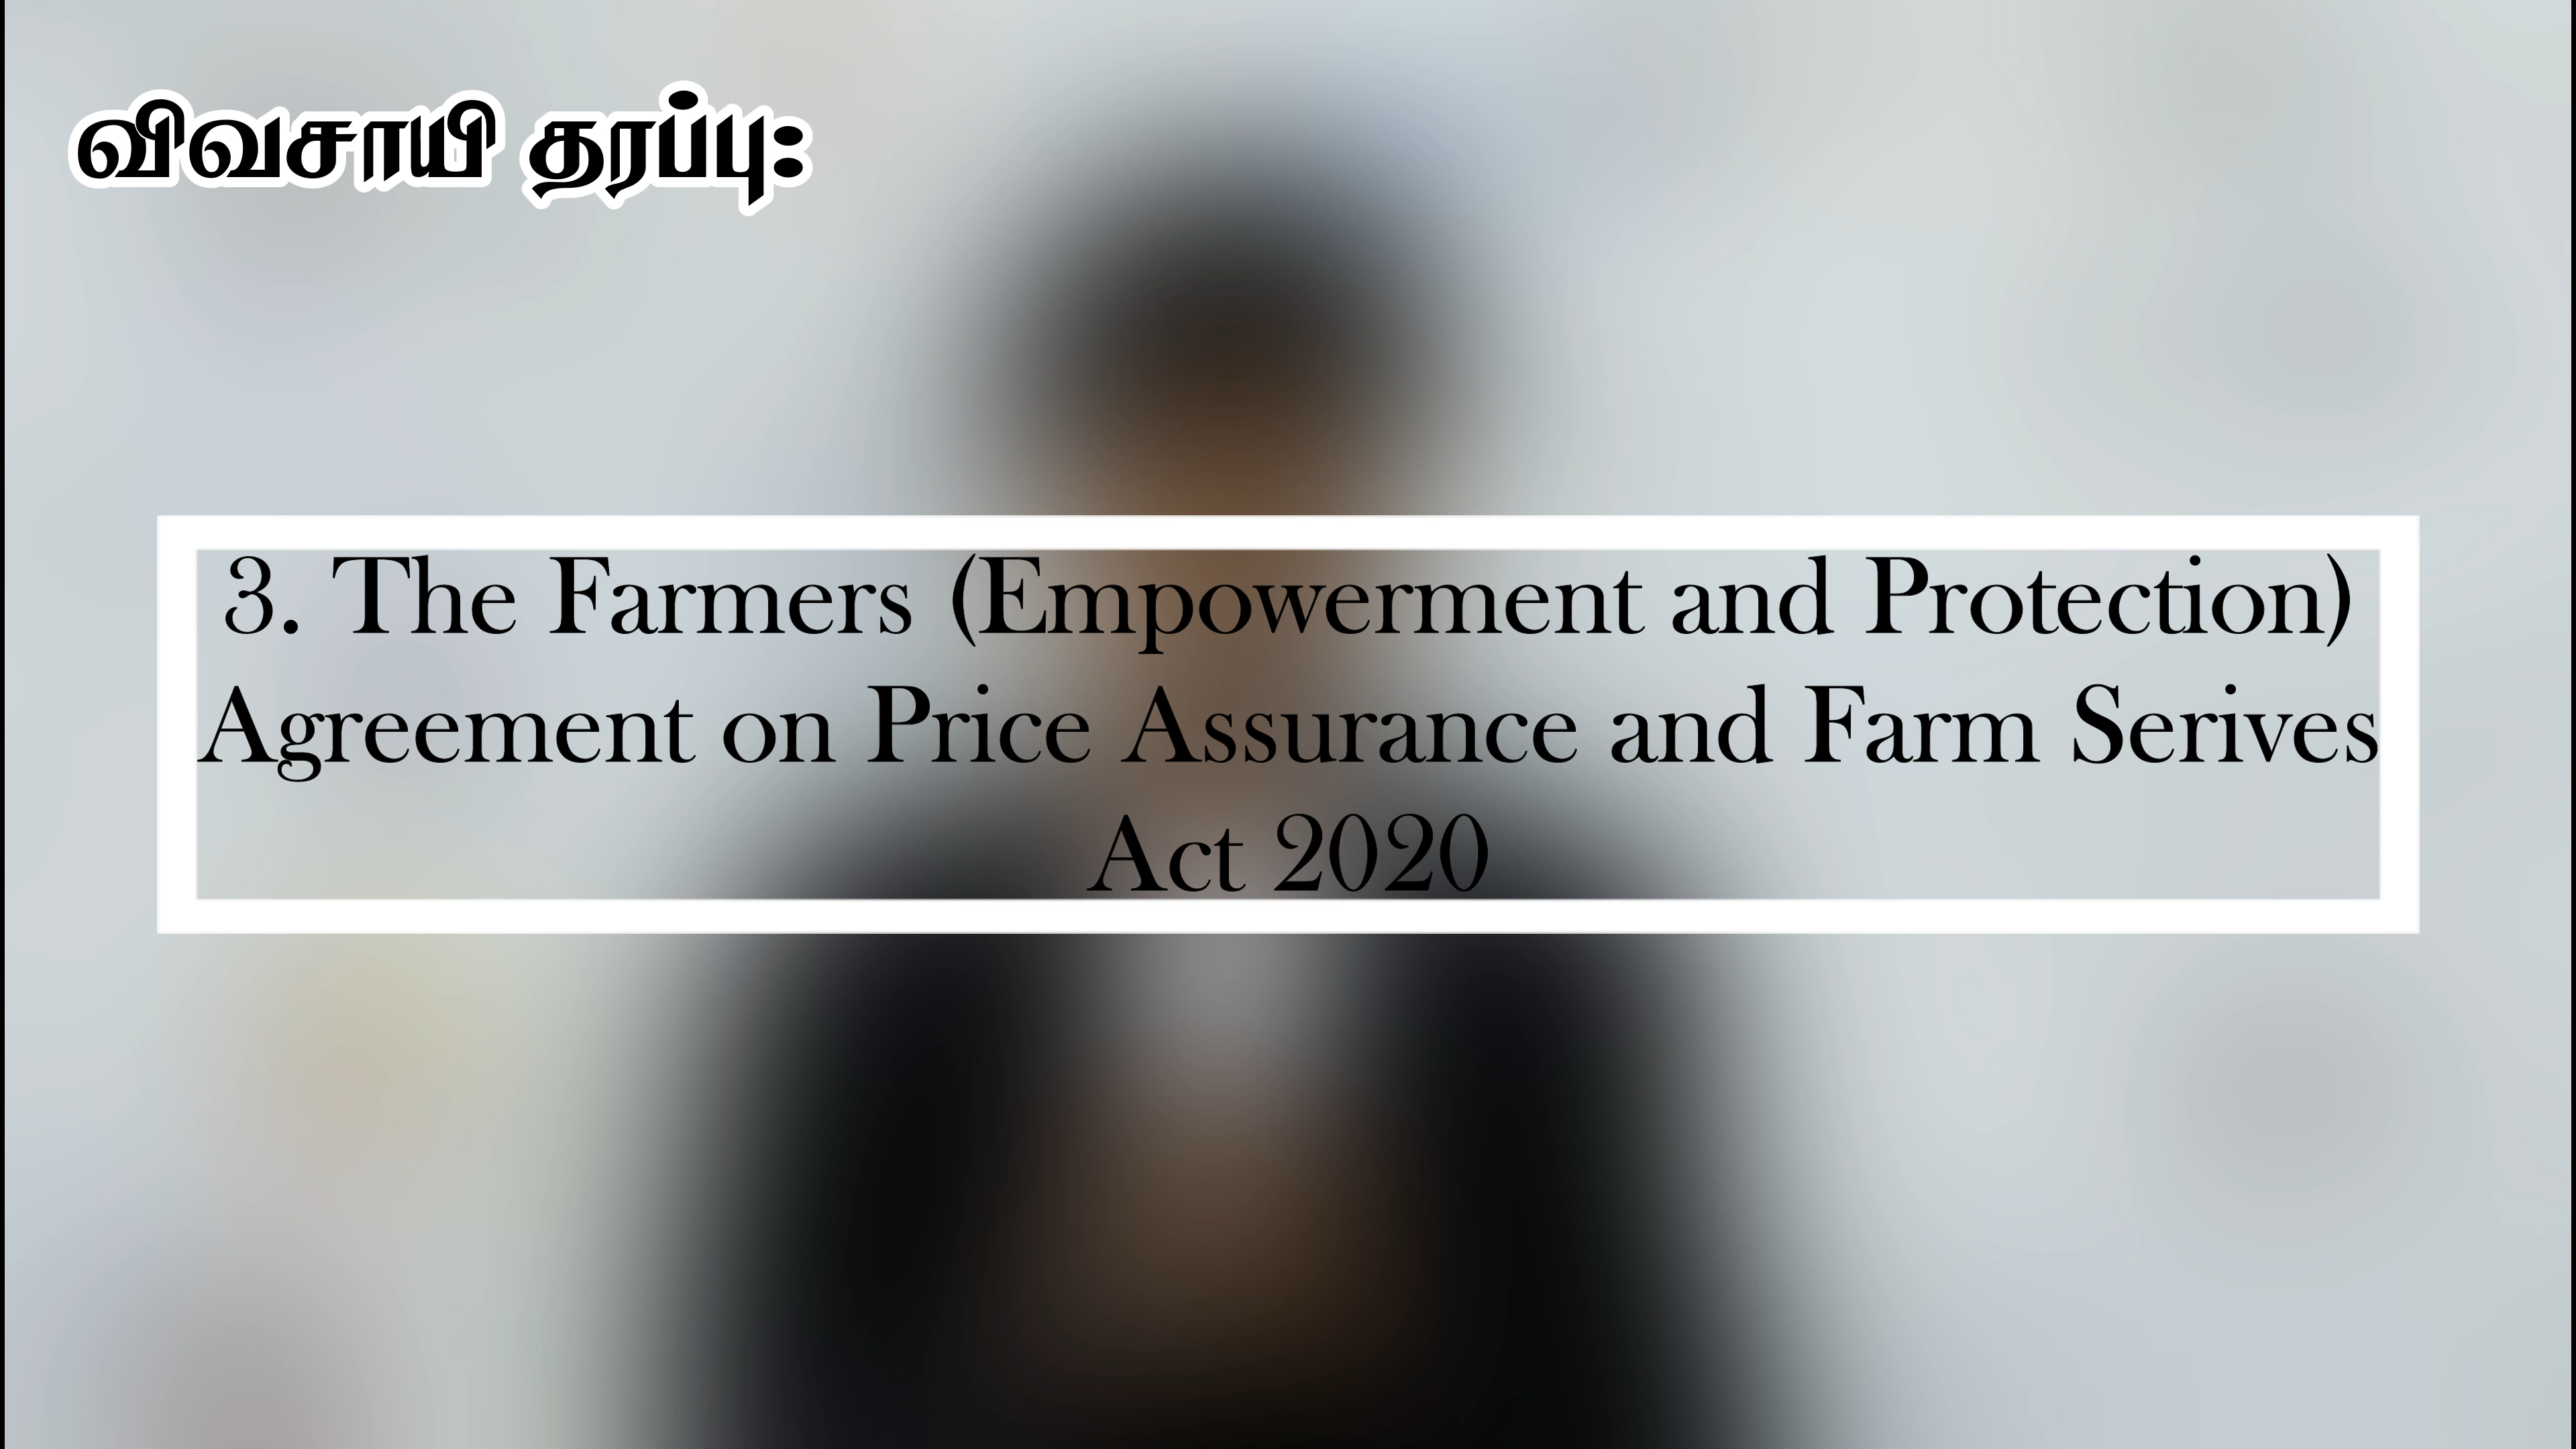 விவசாயி தரப்பு:
3. The Farmers (Empowerment and Protection)
Agreement on Price Assurance and Farm Serives
Act 2020